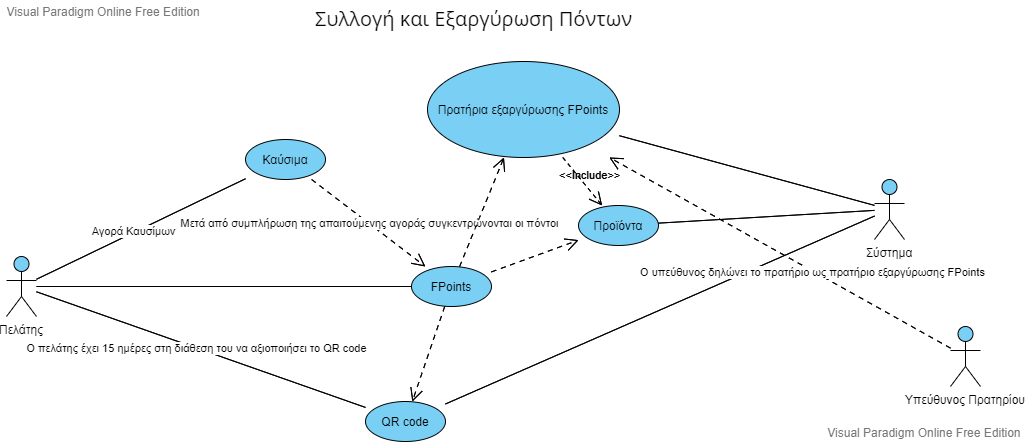 Visual Paradigm Online Free Edition
Συλλογή και Εξαργύρωση Πόντων
Πρατήρια εξαργύρωσης FPoints
Καύσιμα
<<Include>>
Αγορά Καυσίμων
Μετά από συμπλήρωση της απαιτούμενης αγοράς συγκεντρώνονται οι πόντοι
Προϊόντα
Σύστημα
Ο υπεύθυνος δηλώνει το πρατήριο ως πρατήριο εξαργύρωσης FPoints
FPoints
Πελάτης
Ο πελάτης έχει 15 ημέρες στη διάθεση του να αξιοποιήσει το QR code
Υπεύθυνος Πρατηρίου
QR code
Visual Paradigm Online Free Edition